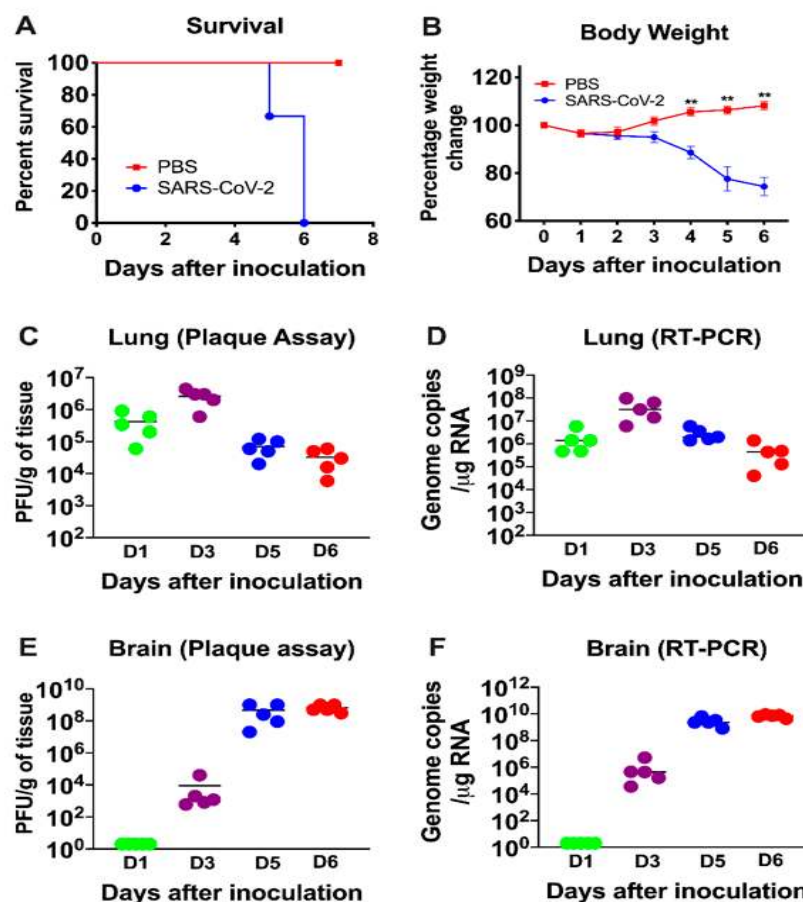 A Survival
Percent survival
100
80
60
40
20
0
PBS
SARS-CoV-2
0 2 4 6 8
Days after inoculation
B Body Weight
Percentage weight
change
120
100
80
60
PBS
SARS-CoV-2
** ** **
0 1 2 3 4 5 6
Days after inoculation
C Lung (Plaque Assay)
PFU/g of tissue
10⁷
10⁶
10⁵
10⁴
10³
10²
D1 D3 D5 D6
Days after inoculation
D Lung (RT-PCR)
Genome copies
/µg RNA
10⁹
10⁸
10⁷
10⁶
10⁵
10⁴
10³
10²
D1 D3 D5 D6
Days after inoculation
E Brain (Plaque assay)
PFU/g of tissue
10¹⁰
10⁸
10⁶
10⁴
10²
10⁰
D1 D3 D5 D6
Days after inoculation
F Brain (RT-PCR)
Genome copies
/µg RNA
10¹²
10¹⁰
10⁸
10⁶
10⁴
10²
10⁰
D1 D3 D5 D6
Days after inoculation